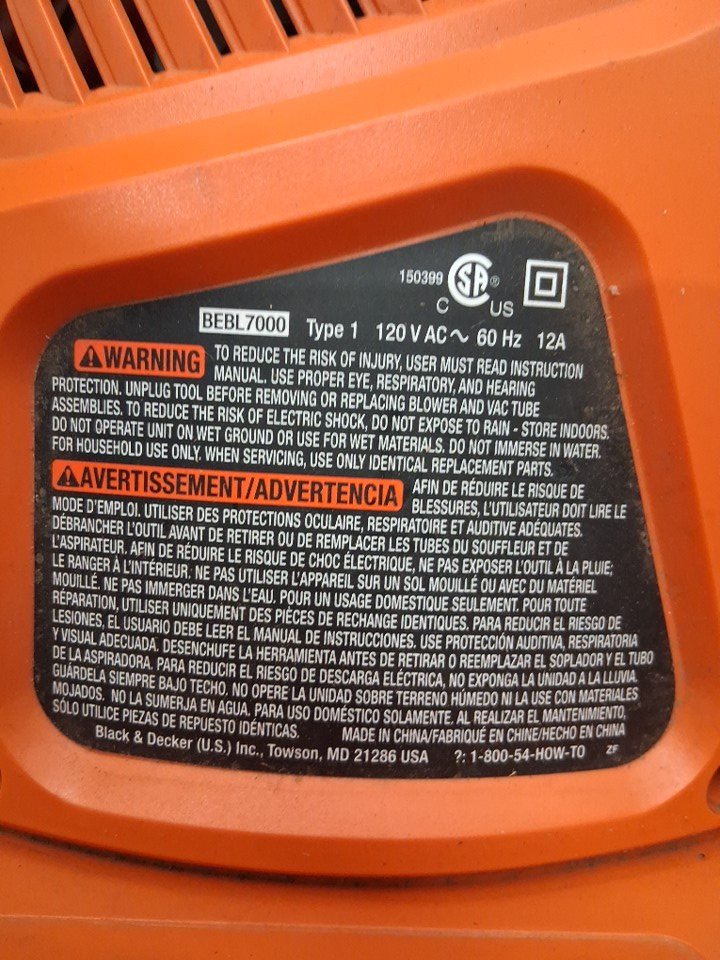 150399 CSA ®
C US
BEBL7000 Type 1 120 V AC ~ 60 Hz 12A
WARNING TO REDUCE THE RISK OF INJURY, USER MUST READ INSTRUCTION
MANUAL. USE PROPER EYE, RESPIRATORY, AND HEARING
PROTECTION. UNPLUG TOOL BEFORE REMOVING OR REPLACING BLOWER AND VAC TUBE
ASSEMBLIES. TO REDUCE THE RISK OF ELECTRIC SHOCK, DO NOT EXPOSE TO RAIN - STORE INDOORS.
DO NOT OPERATE UNIT ON WET GROUND OR USE FOR WET MATERIALS. DO NOT IMMERSE IN WATER.
FOR HOUSEHOLD USE ONLY. WHEN SERVICING, USE ONLY IDENTICAL REPLACEMENT PARTS.
AVERTISSEMENT/ADVERTENCIA AFIN DE RÉDUIRE LE RISQUE DE
BLESSURES, L'UTILISATEUR DOIT LIRE LE
MODE D'EMPLOI. UTILISER DES PROTECTIONS OCULAIRE, RESPIRATOIRE ET AUDITIVE ADÉQUATES.
DÉBRANCHER L'OUTIL AVANT DE RETIRER OU DE REMPLACER LES TUBES DU SOUFFLEUR ET DE
L'ASPIRATEUR. AFIN DE RÉDUIRE LE RISQUE DE CHOC ÉLECTRIQUE, NE PAS EXPOSER L'OUTIL À LA PLUIE;
LE RANGER À L'INTÉRIEUR. NE PAS UTILISER L'APPAREIL SUR UN SOL MOUILLÉ OU AVEC DU MATÉRIEL
MOUILLÉ. NE PAS IMMERGER DANS L'EAU. POUR UN USAGE DOMESTIQUE SEULEMENT. POUR TOUTE
RÉPARATION, UTILISER UNIQUEMENT DES PIÈCES DE RECHANGE IDENTIQUES. PARA REDUCIR EL RIESGO DE
LESIONES, EL USUARIO DEBE LEER EL MANUAL DE INSTRUCCIONES. USE PROTECCIÓN AUDITIVA, RESPIRATORIA
Y VISUAL ADECUADA. DESENCHUFE LA HERRAMIENTA ANTES DE RETIRAR O REEMPLAZAR EL SOPLADOR Y EL TUBO
DE LA ASPIRADORA. PARA REDUCIR EL RIESGO DE DESCARGA ELÉCTRICA, NO EXPONGA LA UNIDAD A LA LLUVIA.
GUÁRDELA SIEMPRE BAJO TECHO. NO OPERE LA UNIDAD SOBRE TERRENO HÚMEDO NI LA USE CON MATERIALES
MOJADOS. NO LA SUMERJA EN AGUA. PARA USO DOMÉSTICO SOLAMENTE. AL REALIZAR EL MANTENIMIENTO,
SÓLO UTILICE PIEZAS DE REPUESTO IDÉNTICAS. MADE IN CHINA/FABRIQUÉ EN CHINE/HECHO EN CHINA
Black & Decker (U.S.) Inc., Towson, MD 21286 USA ?: 1-800-54-HOW-TO ZF